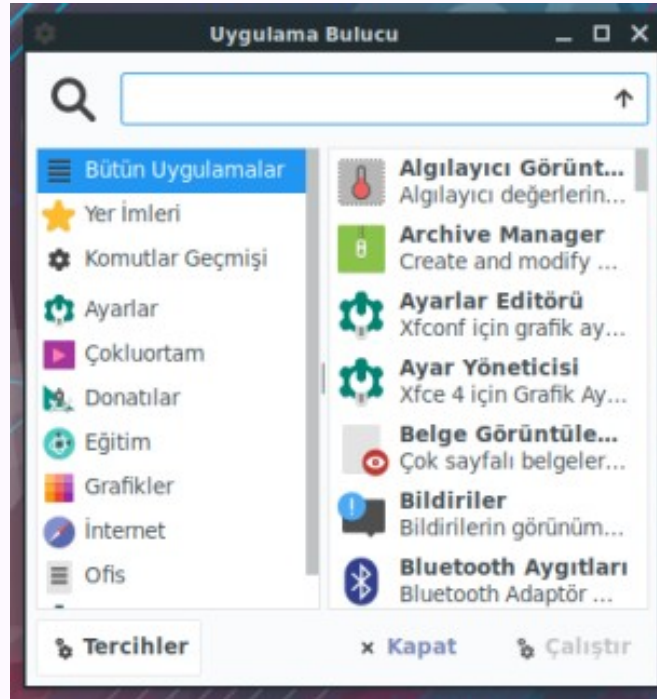 Uygulama Bulucu
Bütün Uygulamalar
Yer İmleri
Komutlar Geçmişi
Ayarlar
Çokluortam
Donatılar
Eğitim
Grafikler
İnternet
Ofis
Algılayıcı Görünt...
Algılayıcı değerlerin...
Archive Manager
Create and modify ...
Ayarlar Editörü
Xfconf için grafik ay...
Ayar Yöneticisi
Xfce 4 için Grafik Ay...
Belge Görüntüle...
Çok sayfalı belgeler...
Bildiriler
Bildirilerin görünüm...
Bluetooth Aygıtları
Bluetooth Adaptör ...
Tercihler
Kapat
Çalıştır